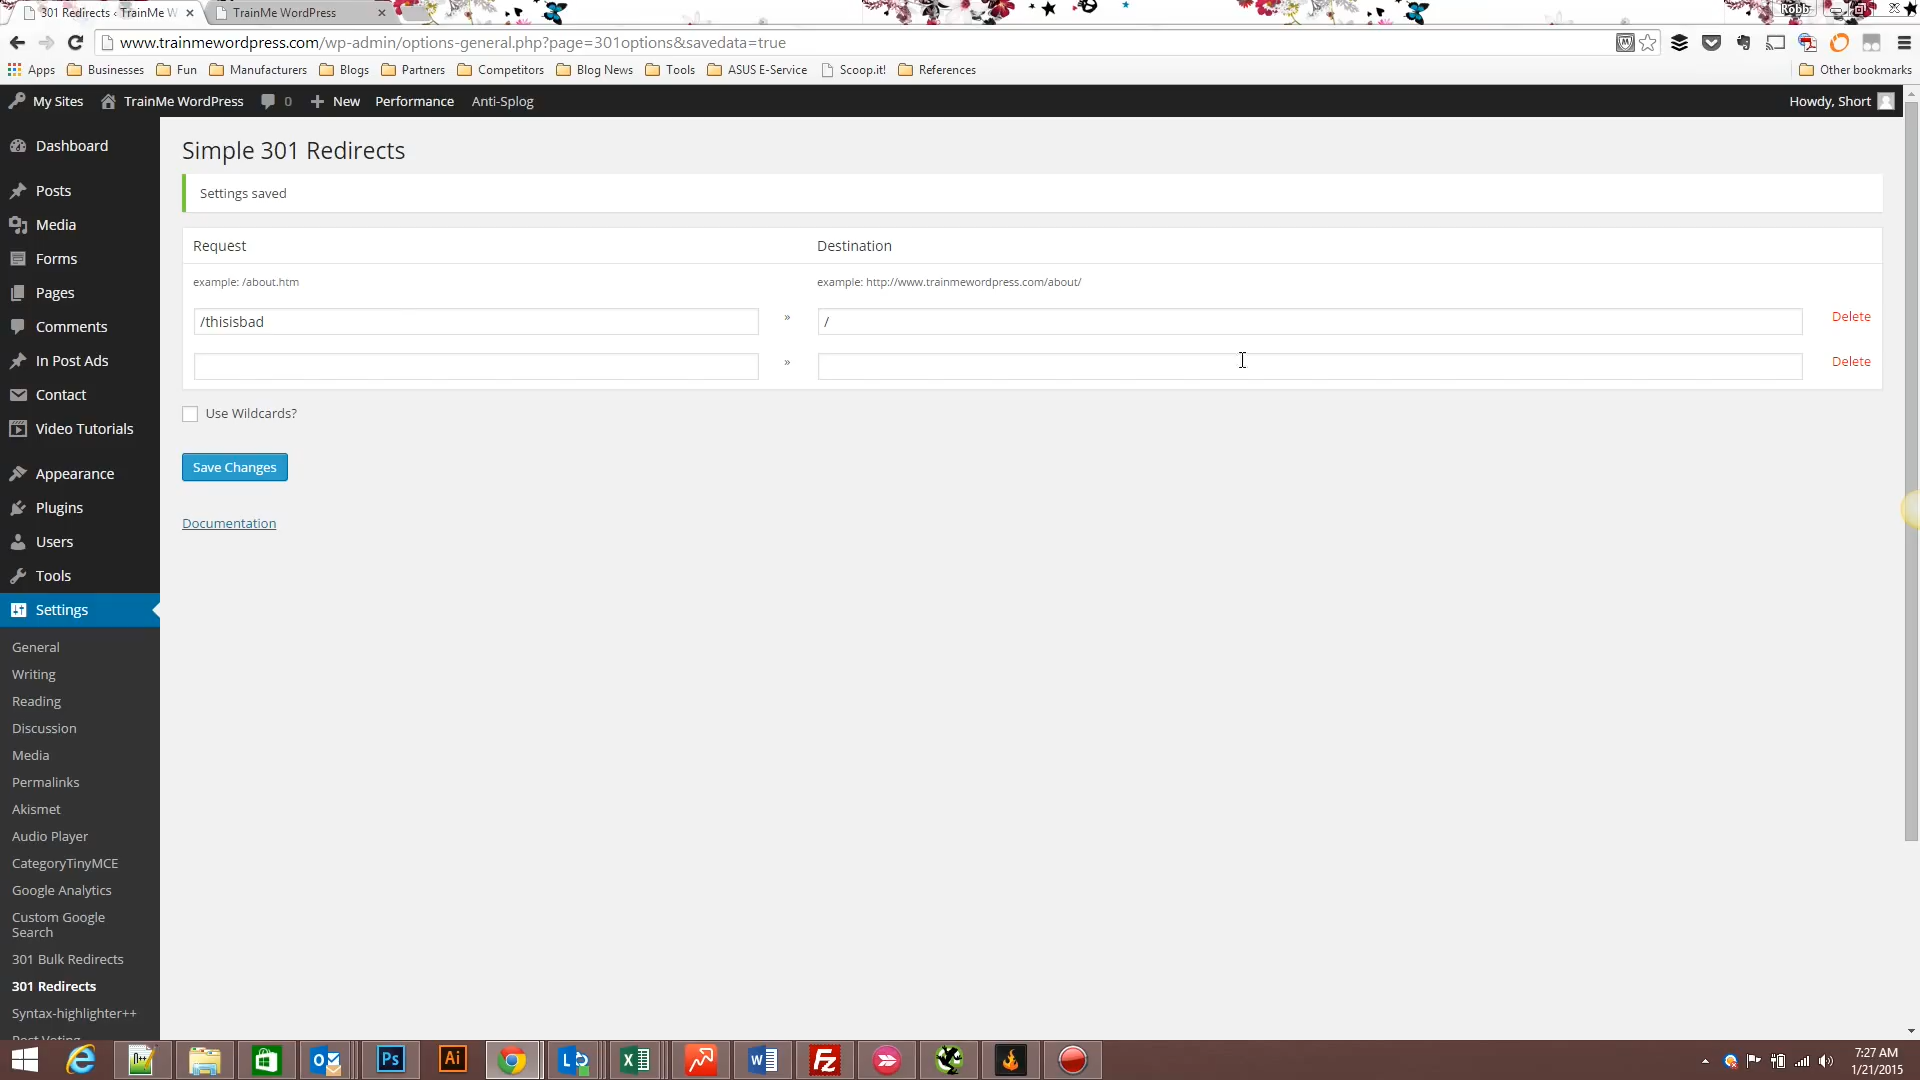 301 Redirects ‹ TrainMe W
TrainMe WordPress
Robb
www.trainmewordpress.com/wp-admin/options-general.php?page=301options&savedata=true
Apps Businesses Fun Manufacturers Blogs Partners Competitors Blog News Tools ASUS E-Service Scoop.it! References Other bookmarks
My Sites TrainMe WordPress 0 New Performance Anti-Splog Howdy, Short
Dashboard
Posts
Media
Forms
Pages
Comments
In Post Ads
Contact
Video Tutorials
Appearance
Plugins
Users
Tools
Settings
General
Writing
Reading
Discussion
Media
Permalinks
Akismet
Audio Player
CategoryTinyMCE
Google Analytics
Custom Google
Search
301 Bulk Redirects
301 Redirects
Syntax-highlighter++
Post Voting
Simple 301 Redirects
Settings saved
Request Destination
example: /about.htm example: http://www.trainmewordpress.com/about/
/thisisbad » / Delete
» Delete
Use Wildcards?
Save Changes
Documentation
7:27 AM
1/21/2015